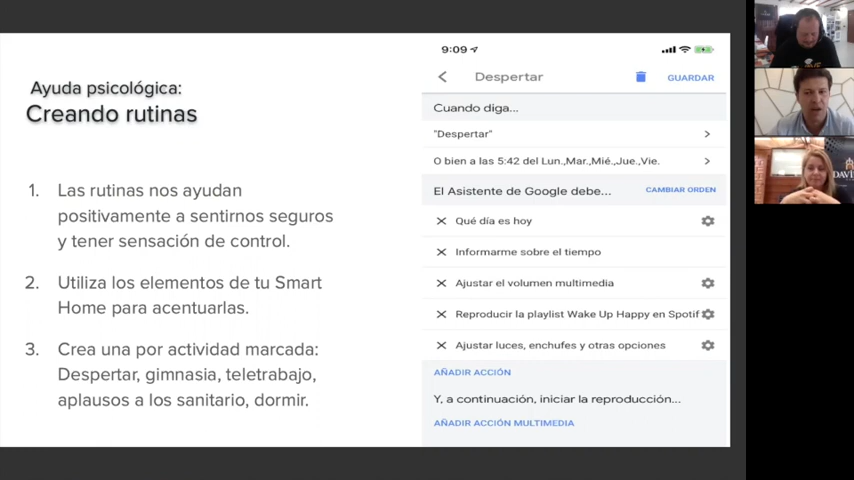 Ayuda psicológica:
Creando rutinas
1. Las rutinas nos ayudan
positivamente a sentirnos seguros
y tener sensación de control.
2. Utiliza los elementos de tu Smart
Home para acentuarlas.
3. Crea una por actividad marcada:
Despertar, gimnasia, teletrabajo,
aplausos a los sanitario, dormir.
9:09
Despertar
GUARDAR
Cuando diga...
"Despertar"
O bien a las 5:42 del Lun.,Mar.,Mié.,Jue.,Vie.
El Asistente de Google debe...
CAMBIAR ORDEN
Qué día es hoy
Informarme sobre el tiempo
Ajustar el volumen multimedia
Reproducir la playlist Wake Up Happy en Spotif
Ajustar luces, enchufes y otras opciones
AÑADIR ACCIÓN
Y, a continuación, iniciar la reproducción...
AÑADIR ACCIÓN MULTIMEDIA